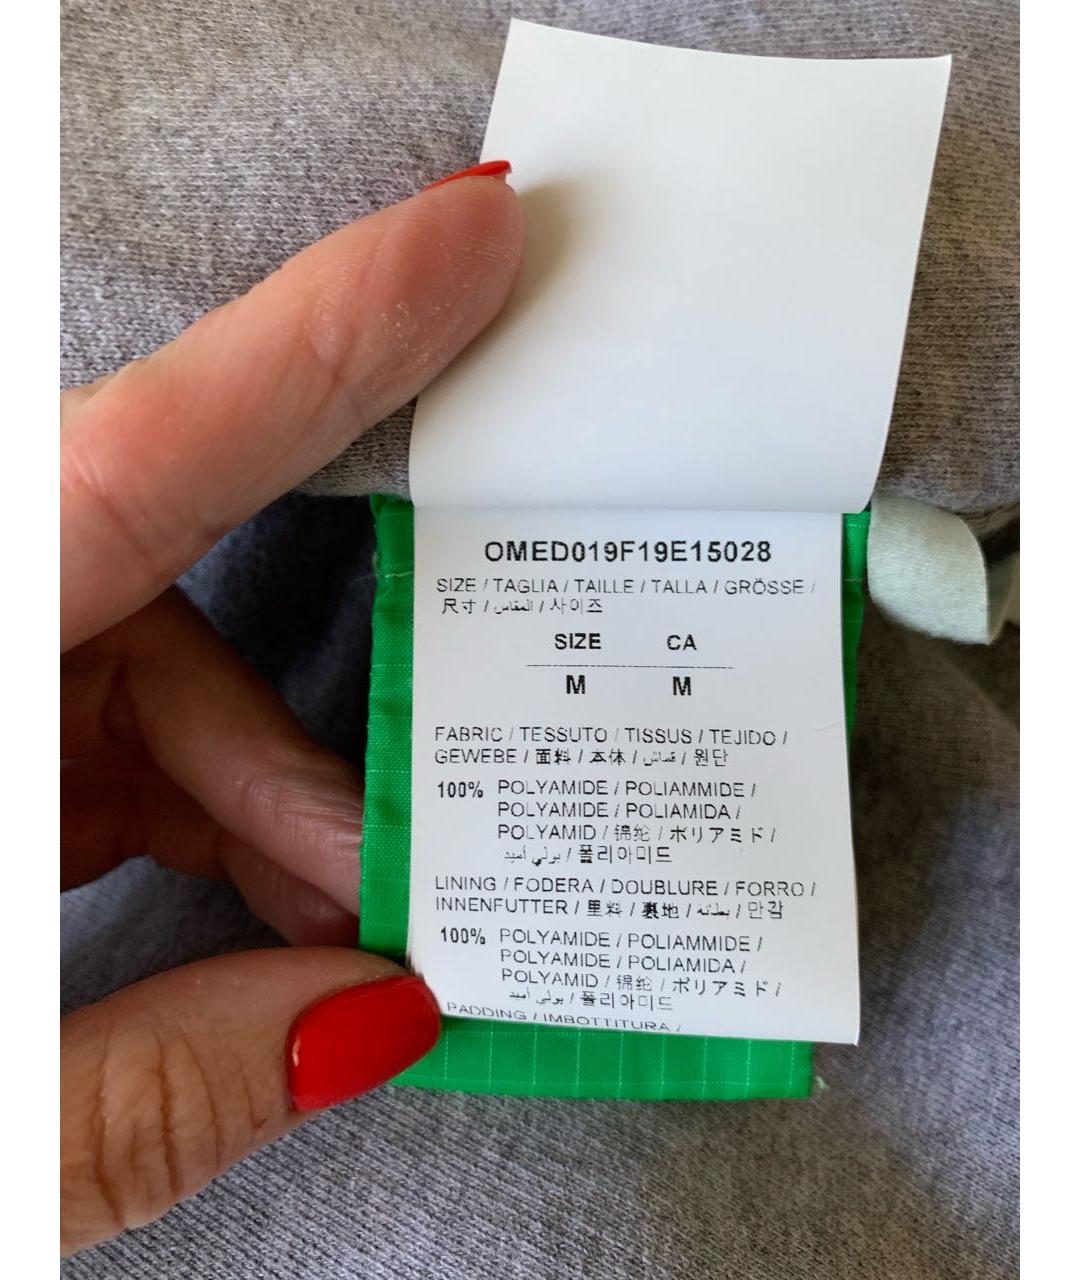 OMED019F19E15028
SIZE / TAGLIA / TAILLE / TALLA / GRÖSSE /
尺寸 / المقاس / 사이즈
SIZE CA
M M
FABRIC / TESSUTO / TISSUS / TEJIDO /
GEWEBE / 面料 / 本体 / قماش / 원단
100% POLYAMIDE / POLIAMMIDE /
POLYAMIDE / POLIAMIDA /
POLYAMID / 锦纶 / ポリアミド /
بولي أميد / 폴리아미드
LINING / FODERA / DOUBLURE / FORRO /
INNENFUTTER / 里料 / 裏地 / بطانة / 안감
100% POLYAMIDE / POLIAMMIDE /
POLYAMIDE / POLIAMIDA /
POLYAMID / 锦纶 / ポリアミド /
بولي أميد / 폴리아미드
PADDING / IMBOTTITURA /